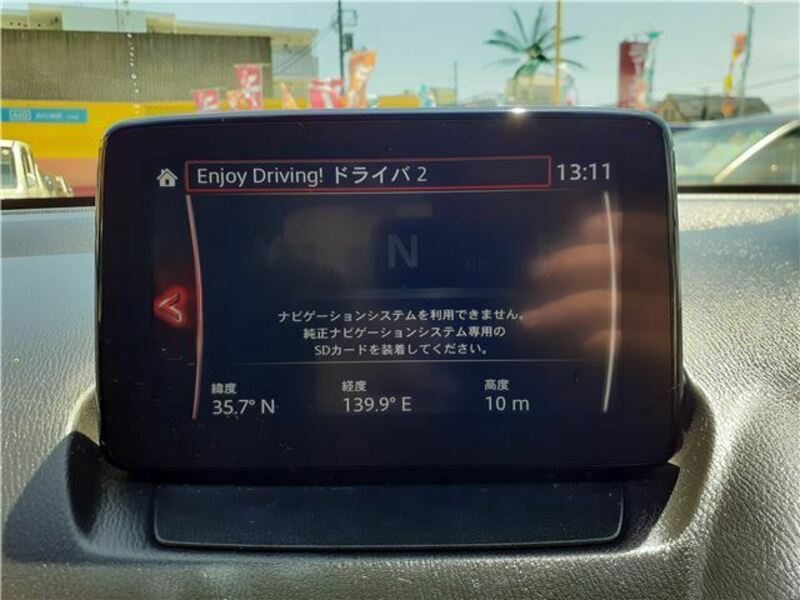 AIO
Enjoy Driving! ドライバ 2
13:11
N
NE
ナビゲーションシステムを利用できません。
純正ナビゲーションシステム専用の
SDカードを装着してください。
緯度 経度 高度
35.7° N 139.9° E 10 m